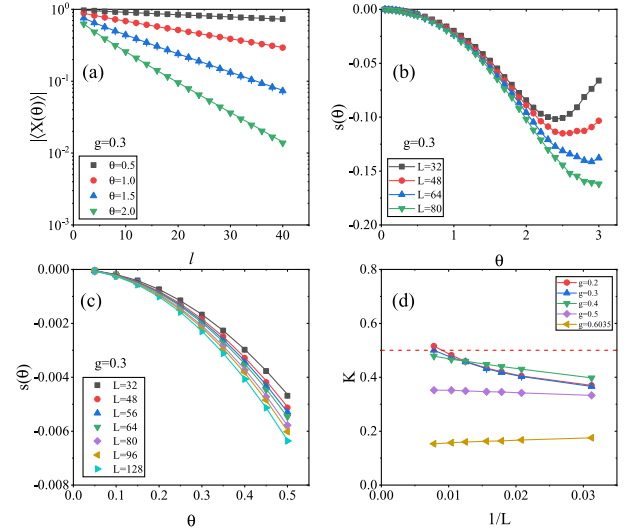 10⁰
10⁻¹
10⁻²
10⁻³
|⟨X(θ)⟩|
(a)
g=0.3
θ=0.5
θ=1.0
θ=1.5
θ=2.0
0 10 20 30 40 50
l
0.00
-0.05
-0.10
-0.15
-0.20
s(θ)
(b)
g=0.3
L=32
L=48
L=64
L=80
0 1 2 3
θ
0.000
-0.002
-0.004
-0.006
-0.008
s(θ)
(c)
g=0.3
L=32
L=48
L=56
L=64
L=80
L=96
L=128
0.0 0.1 0.2 0.3 0.4 0.5
θ
0.8
0.6
0.4
0.2
0.0
K
(d)
g=0.2
g=0.3
g=0.4
g=0.5
g=0.6035
0.00 0.01 0.02 0.03
1/L